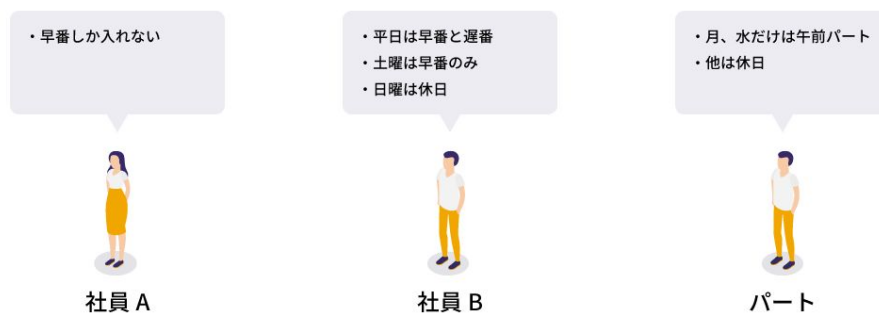 ・早番しか入れない
・平日は早番と遅番
・土曜は早番のみ
・日曜は休日
・月、水だけは午前パート
・他は休日
社員 A
社員 B
パート